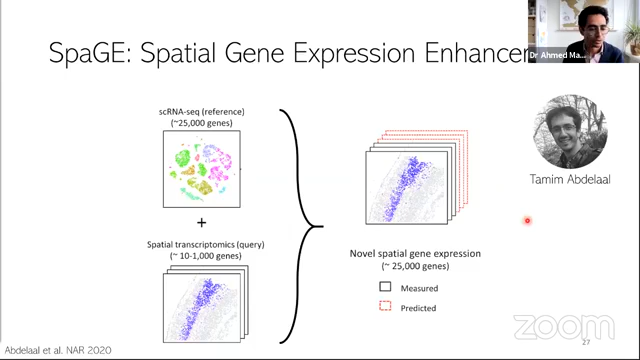 SpaGE: Spatial Gene Expression Enhancer
Dr Ahmed Ma...
scRNA-seq (reference)
(~25,000 genes)
+
Spatial transcriptomics (query)
(~ 10-1,000 genes)
Novel spatial gene expression
(~ 25,000 genes)
Measured
Predicted
Tamim Abdelaal
Abdelaal et al. NAR 2020
zoom
27